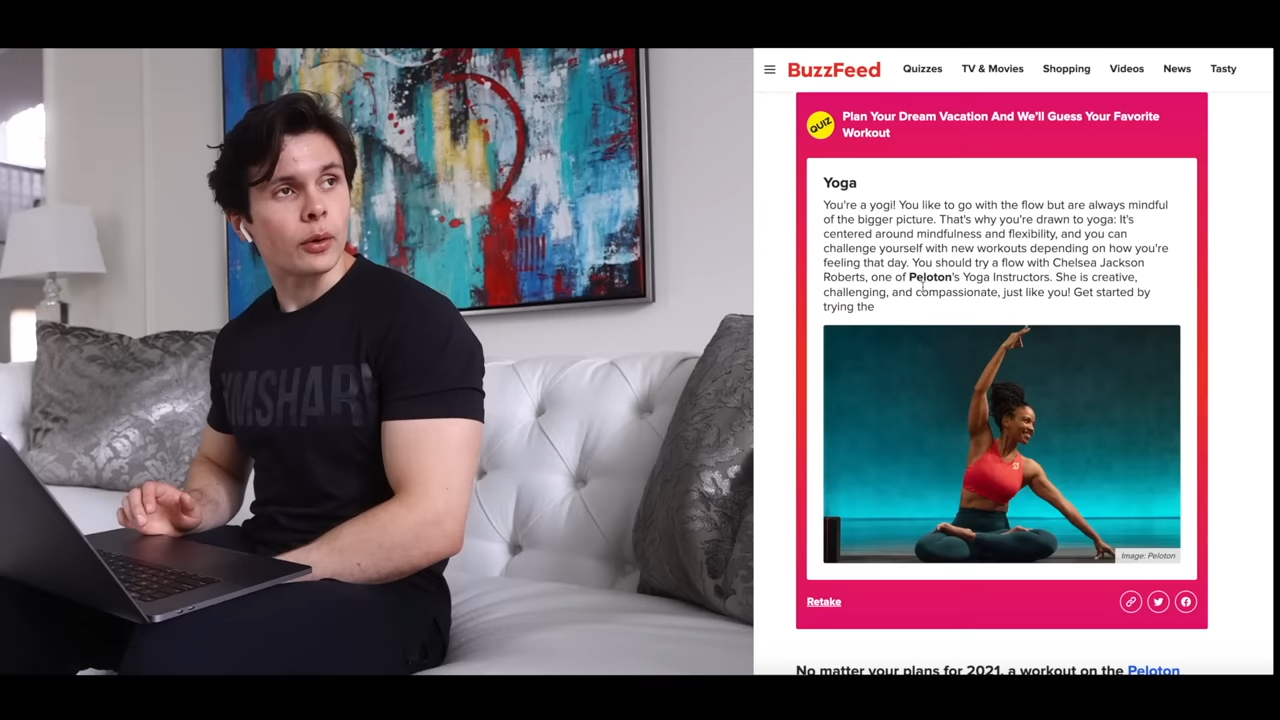 BuzzFeed
Quizzes
TV & Movies
Shopping
Videos
News
Tasty
QUIZ
Plan Your Dream Vacation And We'll Guess Your Favorite
Workout
Yoga
You're a yogi! You like to go with the flow but are always mindful
of the bigger picture. That's why you're drawn to yoga: It's
centered around mindfulness and flexibility, and you can
challenge yourself with new workouts depending on how you're
feeling that day. You should try a flow with Chelsea Jackson
Roberts, one of Peloton's Yoga Instructors. She is creative,
challenging, and compassionate, just like you! Get started by
trying the
Image: Peloton
Retake
No matter your plans for 2021, a workout on the Peloton